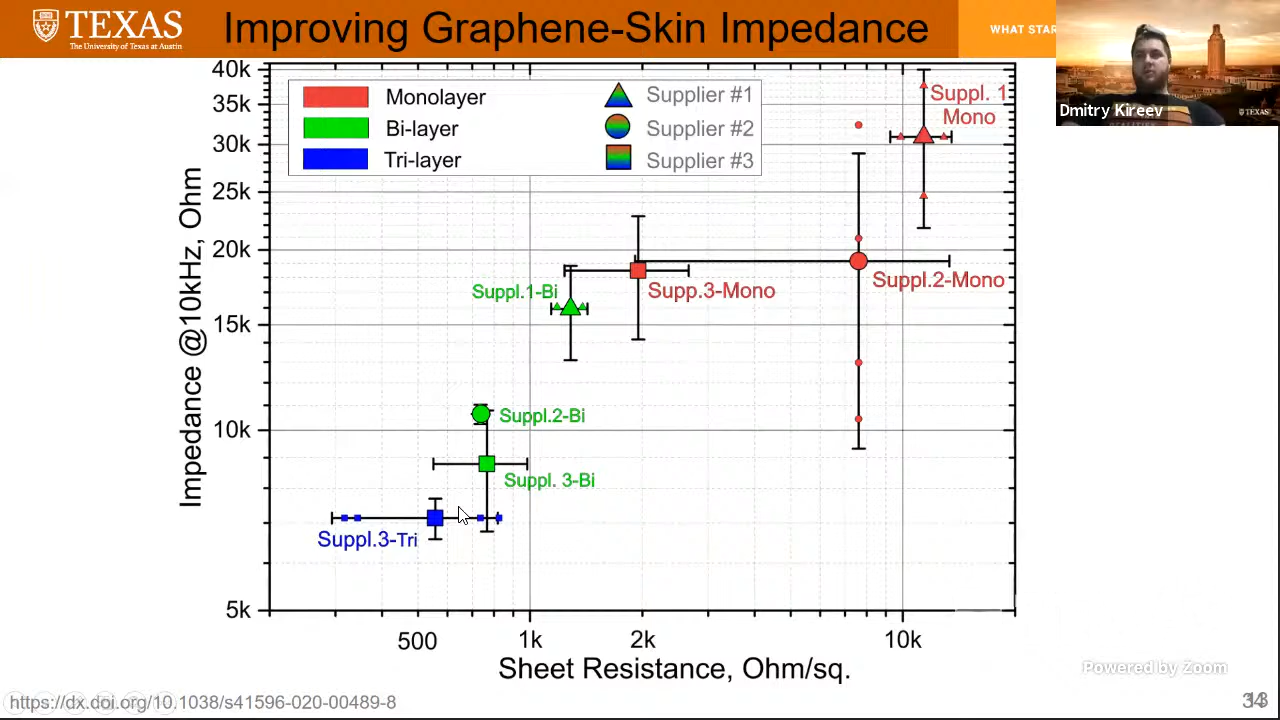 TEXAS
The University of Texas at Austin
Improving Graphene-Skin Impedance
WHAT STAR
Dmitry Kireev
TEXAS
Monolayer
Bi-layer
Tri-layer
Supplier #1
Supplier #2
Supplier #3
Impedance @10kHz, Ohm
40k
35k
30k
25k
20k
15k
10k
5k
Suppl. 1
Mono
Suppl.2-Mono
Supp.3-Mono
Suppl.1-Bi
Suppl.2-Bi
Suppl. 3-Bi
Suppl.3-Tri
500
1k
2k
10k
Sheet Resistance, Ohm/sq.
Powered by Zoom
https://dx.doi.org/10.1038/s41596-020-00489-8